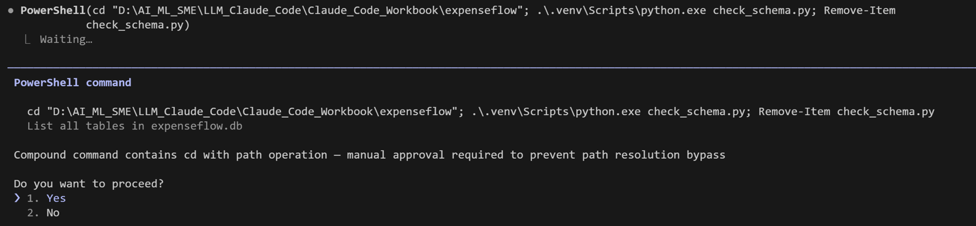 ● PowerShell(cd "D:\AI_ML_SME\LLM_Claude_Code\Claude_Code_Workbook\expenseflow"; .\.venv\Scripts\python.exe check_schema.py; Remove-Item
check_schema.py)
⎿ Waiting…
PowerShell command
cd "D:\AI_ML_SME\LLM_Claude_Code\Claude_Code_Workbook\expenseflow"; .\.venv\Scripts\python.exe check_schema.py; Remove-Item check_schema.py
List all tables in expenseflow.db
Compound command contains cd with path operation — manual approval required to prevent path resolution bypass
Do you want to proceed?
❯ 1. Yes
2. No